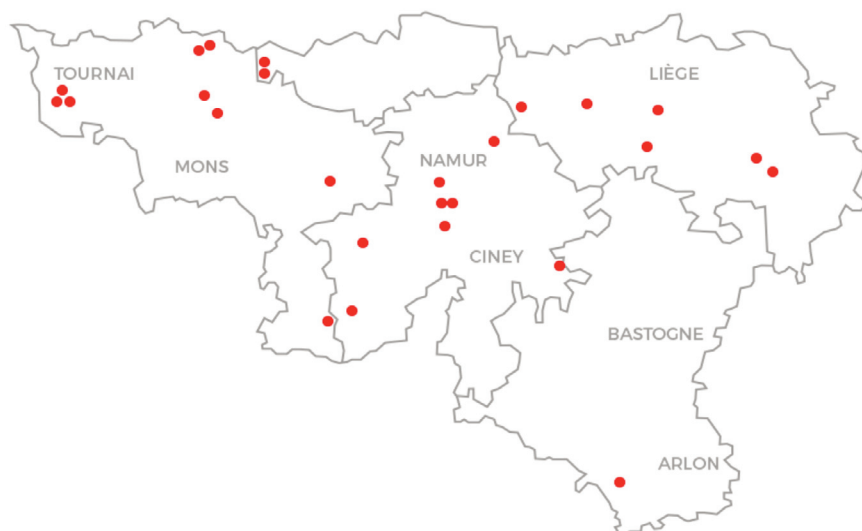 TOURNAI
LIÈGE
MONS
NAMUR
CINEY
BASTOGNE
ARLON